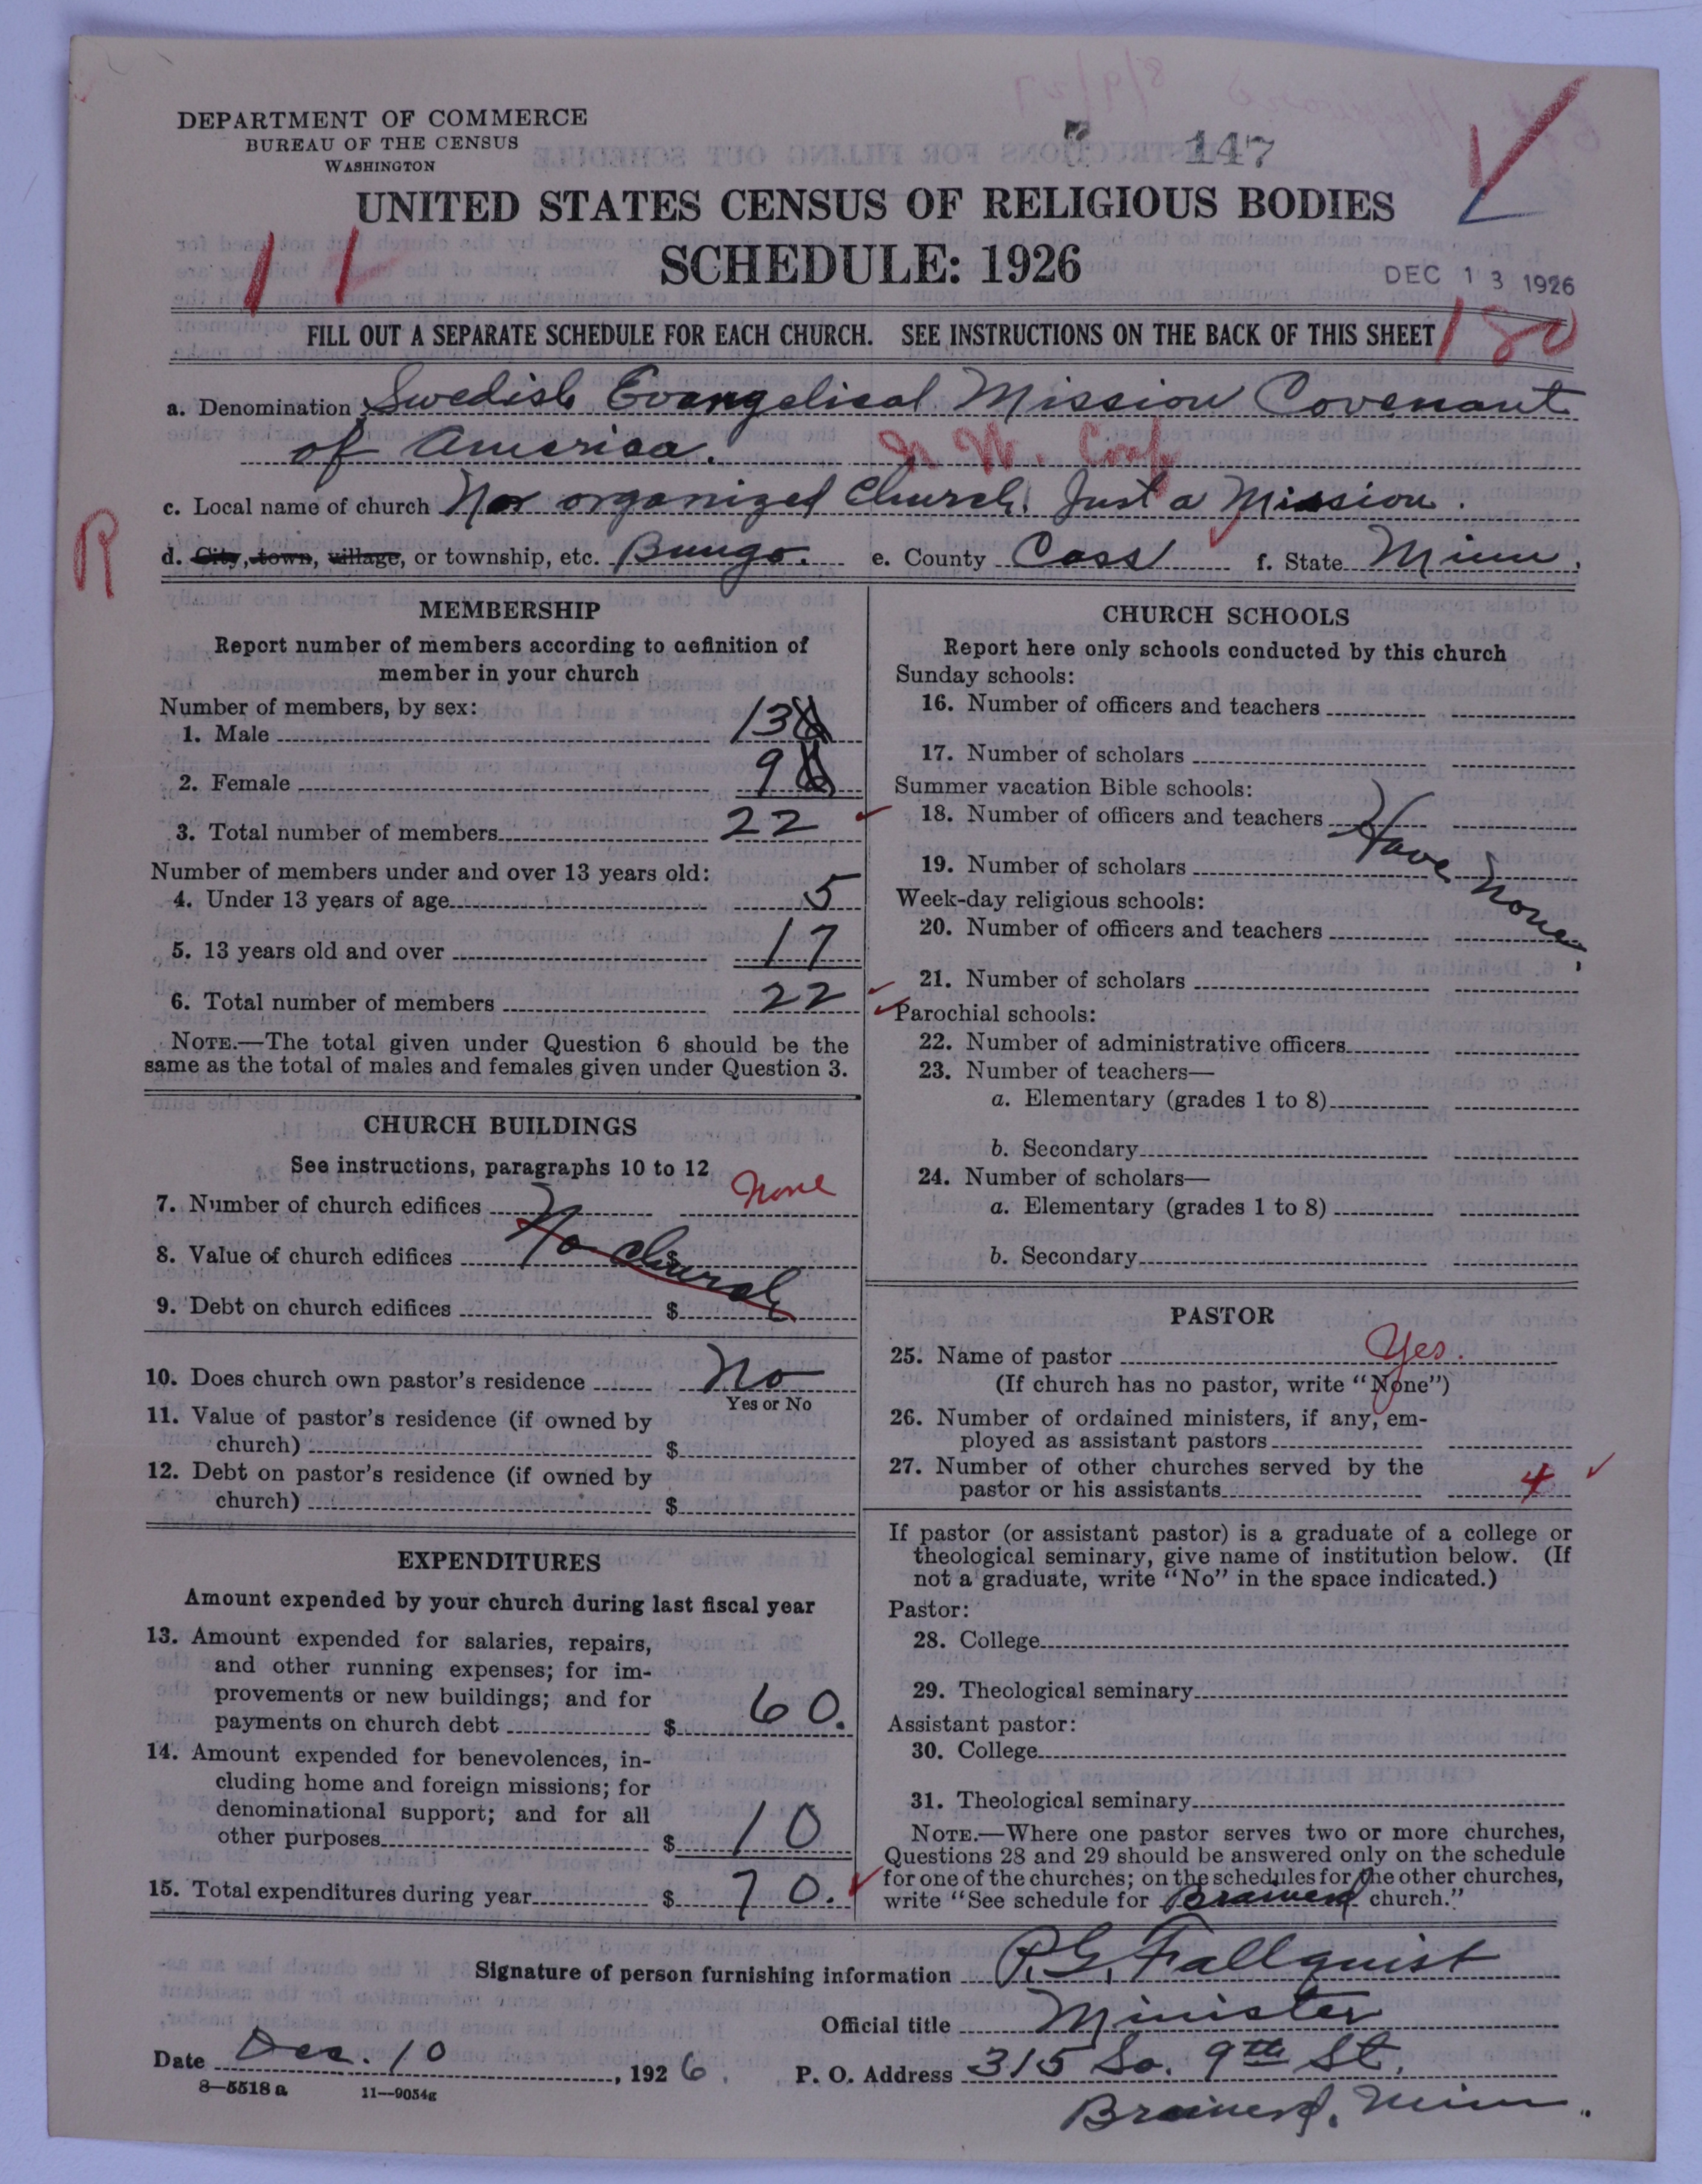 DEPARTMENT OF COMMERCE
BUREAU OF THE CENSUS
WASHINGTON
147
UNITED STATES CENSUS OF RELIGIOUS BODIES
SCHEDULE: 1926
DEC 13 1926
11
180
FILL OUT A SEPARATE SCHEDULE FOR EACH CHURCH. SEE INSTRUCTIONS ON THE BACK OF THIS SHEET
a. Denomination Swedish Evangelical Mission Covenant
of America. N. W. Conf
c. Local name of church Not organized Church. Just a Mission.
R
d. City, town, village, or township, etc. Bungo. e. County Cass f. State Minn.
MEMBERSHIP
Report number of members according to definition of
member in your church
Number of members, by sex:
1. Male 13
2. Female 9
3. Total number of members 22
Number of members under and over 13 years old:
4. Under 13 years of age 5
5. 13 years old and over 17
6. Total number of members 22
NOTE.—The total given under Question 6 should be the
same as the total of males and females given under Question 3.
CHURCH BUILDINGS
See instructions, paragraphs 10 to 12
7. Number of church edifices None
8. Value of church edifices No Church $
9. Debt on church edifices $
10. Does church own pastor's residence No
Yes or No
11. Value of pastor's residence (if owned by
church) $
12. Debt on pastor's residence (if owned by
church) $
EXPENDITURES
Amount expended by your church during last fiscal year
13. Amount expended for salaries, repairs,
and other running expenses; for im-
provements or new buildings; and for
payments on church debt $ 60.
14. Amount expended for benevolences, in-
cluding home and foreign missions; for
denominational support; and for all
other purposes $ 10
15. Total expenditures during year $ 70.
CHURCH SCHOOLS
Report here only schools conducted by this church
Sunday schools:
16. Number of officers and teachers
17. Number of scholars
Summer vacation Bible schools:
18. Number of officers and teachers
Have none.
19. Number of scholars
Week-day religious schools:
20. Number of officers and teachers
21. Number of scholars
Parochial schools:
22. Number of administrative officers
23. Number of teachers—
a. Elementary (grades 1 to 8)
b. Secondary
24. Number of scholars—
a. Elementary (grades 1 to 8)
b. Secondary
PASTOR
25. Name of pastor Yes.
(If church has no pastor, write "None")
26. Number of ordained ministers, if any, em-
ployed as assistant pastors
27. Number of other churches served by the
pastor or his assistants 4
If pastor (or assistant pastor) is a graduate of a college or
theological seminary, give name of institution below. (If
not a graduate, write "No" in the space indicated.)
Pastor:
28. College
29. Theological seminary
Assistant pastor:
30. College
31. Theological seminary
NOTE.—Where one pastor serves two or more churches,
Questions 28 and 29 should be answered only on the schedule
for one of the churches; on the schedules for the other churches,
write "See schedule for Brainerd church."
Signature of person furnishing information P. G. Fallquist
Official title Minister
Date Dec. 10, 1926. P. O. Address 315 So. 9th St.
8—5518a 11—9054g
Brainerd. Minn.